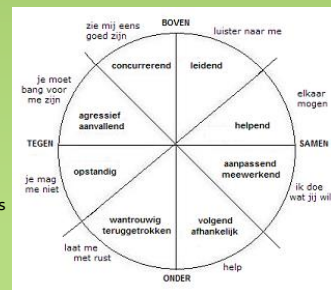 BOVEN
zie mij eens
goed zijn
luister naar me
concurrerend
leidend
je moet
bang voor
me zijn
elkaar
mogen
agressief
aanvallend
helpend
TEGEN
SAMEN
opstandig
aanpassend
meewerkend
je mag
me niet
ik doe
wat jij wil
s
wantrouwig
teruggetrokken
volgend
afhankelijk
laat me
met rust
help
ONDER